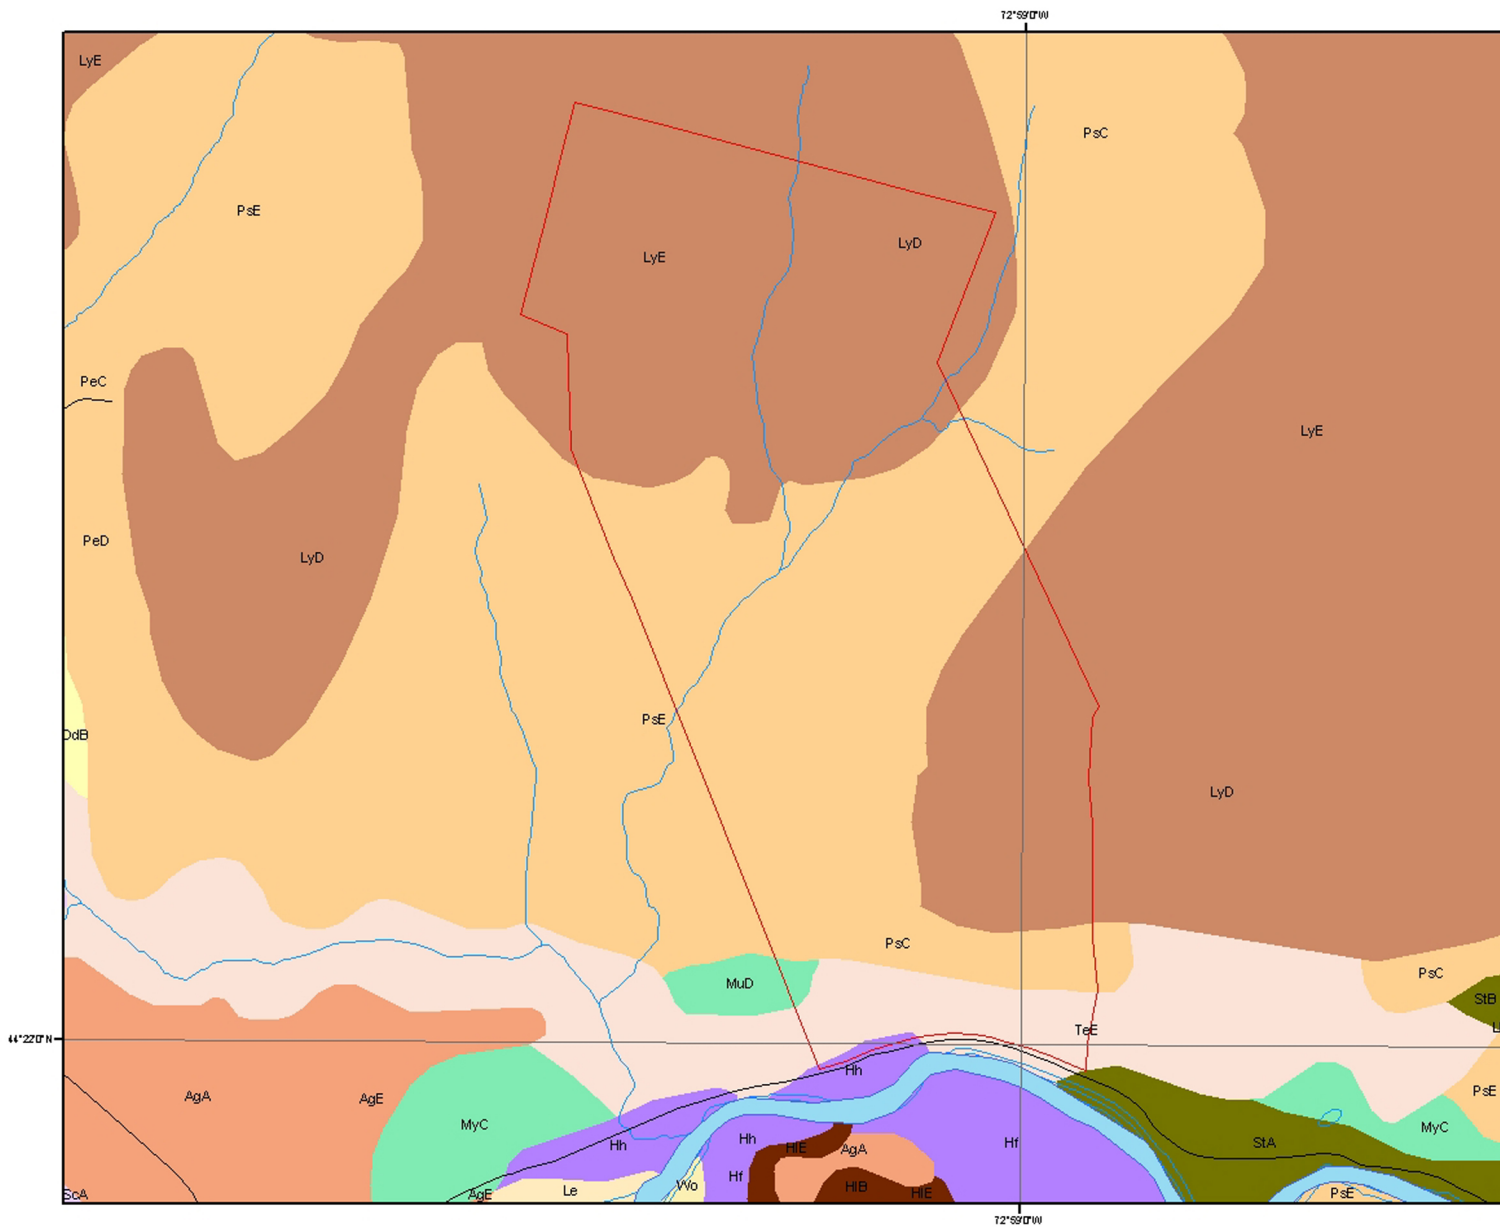 72°59'0"W
LyE
PsC
PsE
LyD
LyE
PeC
LyE
PeD
LyD
PsE
DdB
LyD
PsC
PsC
MuD
StB
TeE
44°22'0"N
Hh
PsE
AgA
AgE
MyC
MyC
Hh
Hh
HlE
AgA
Hf
StA
Hf
Wo
HlB
HlE
Le
PsE
ScA
AgE
72°59'0"W